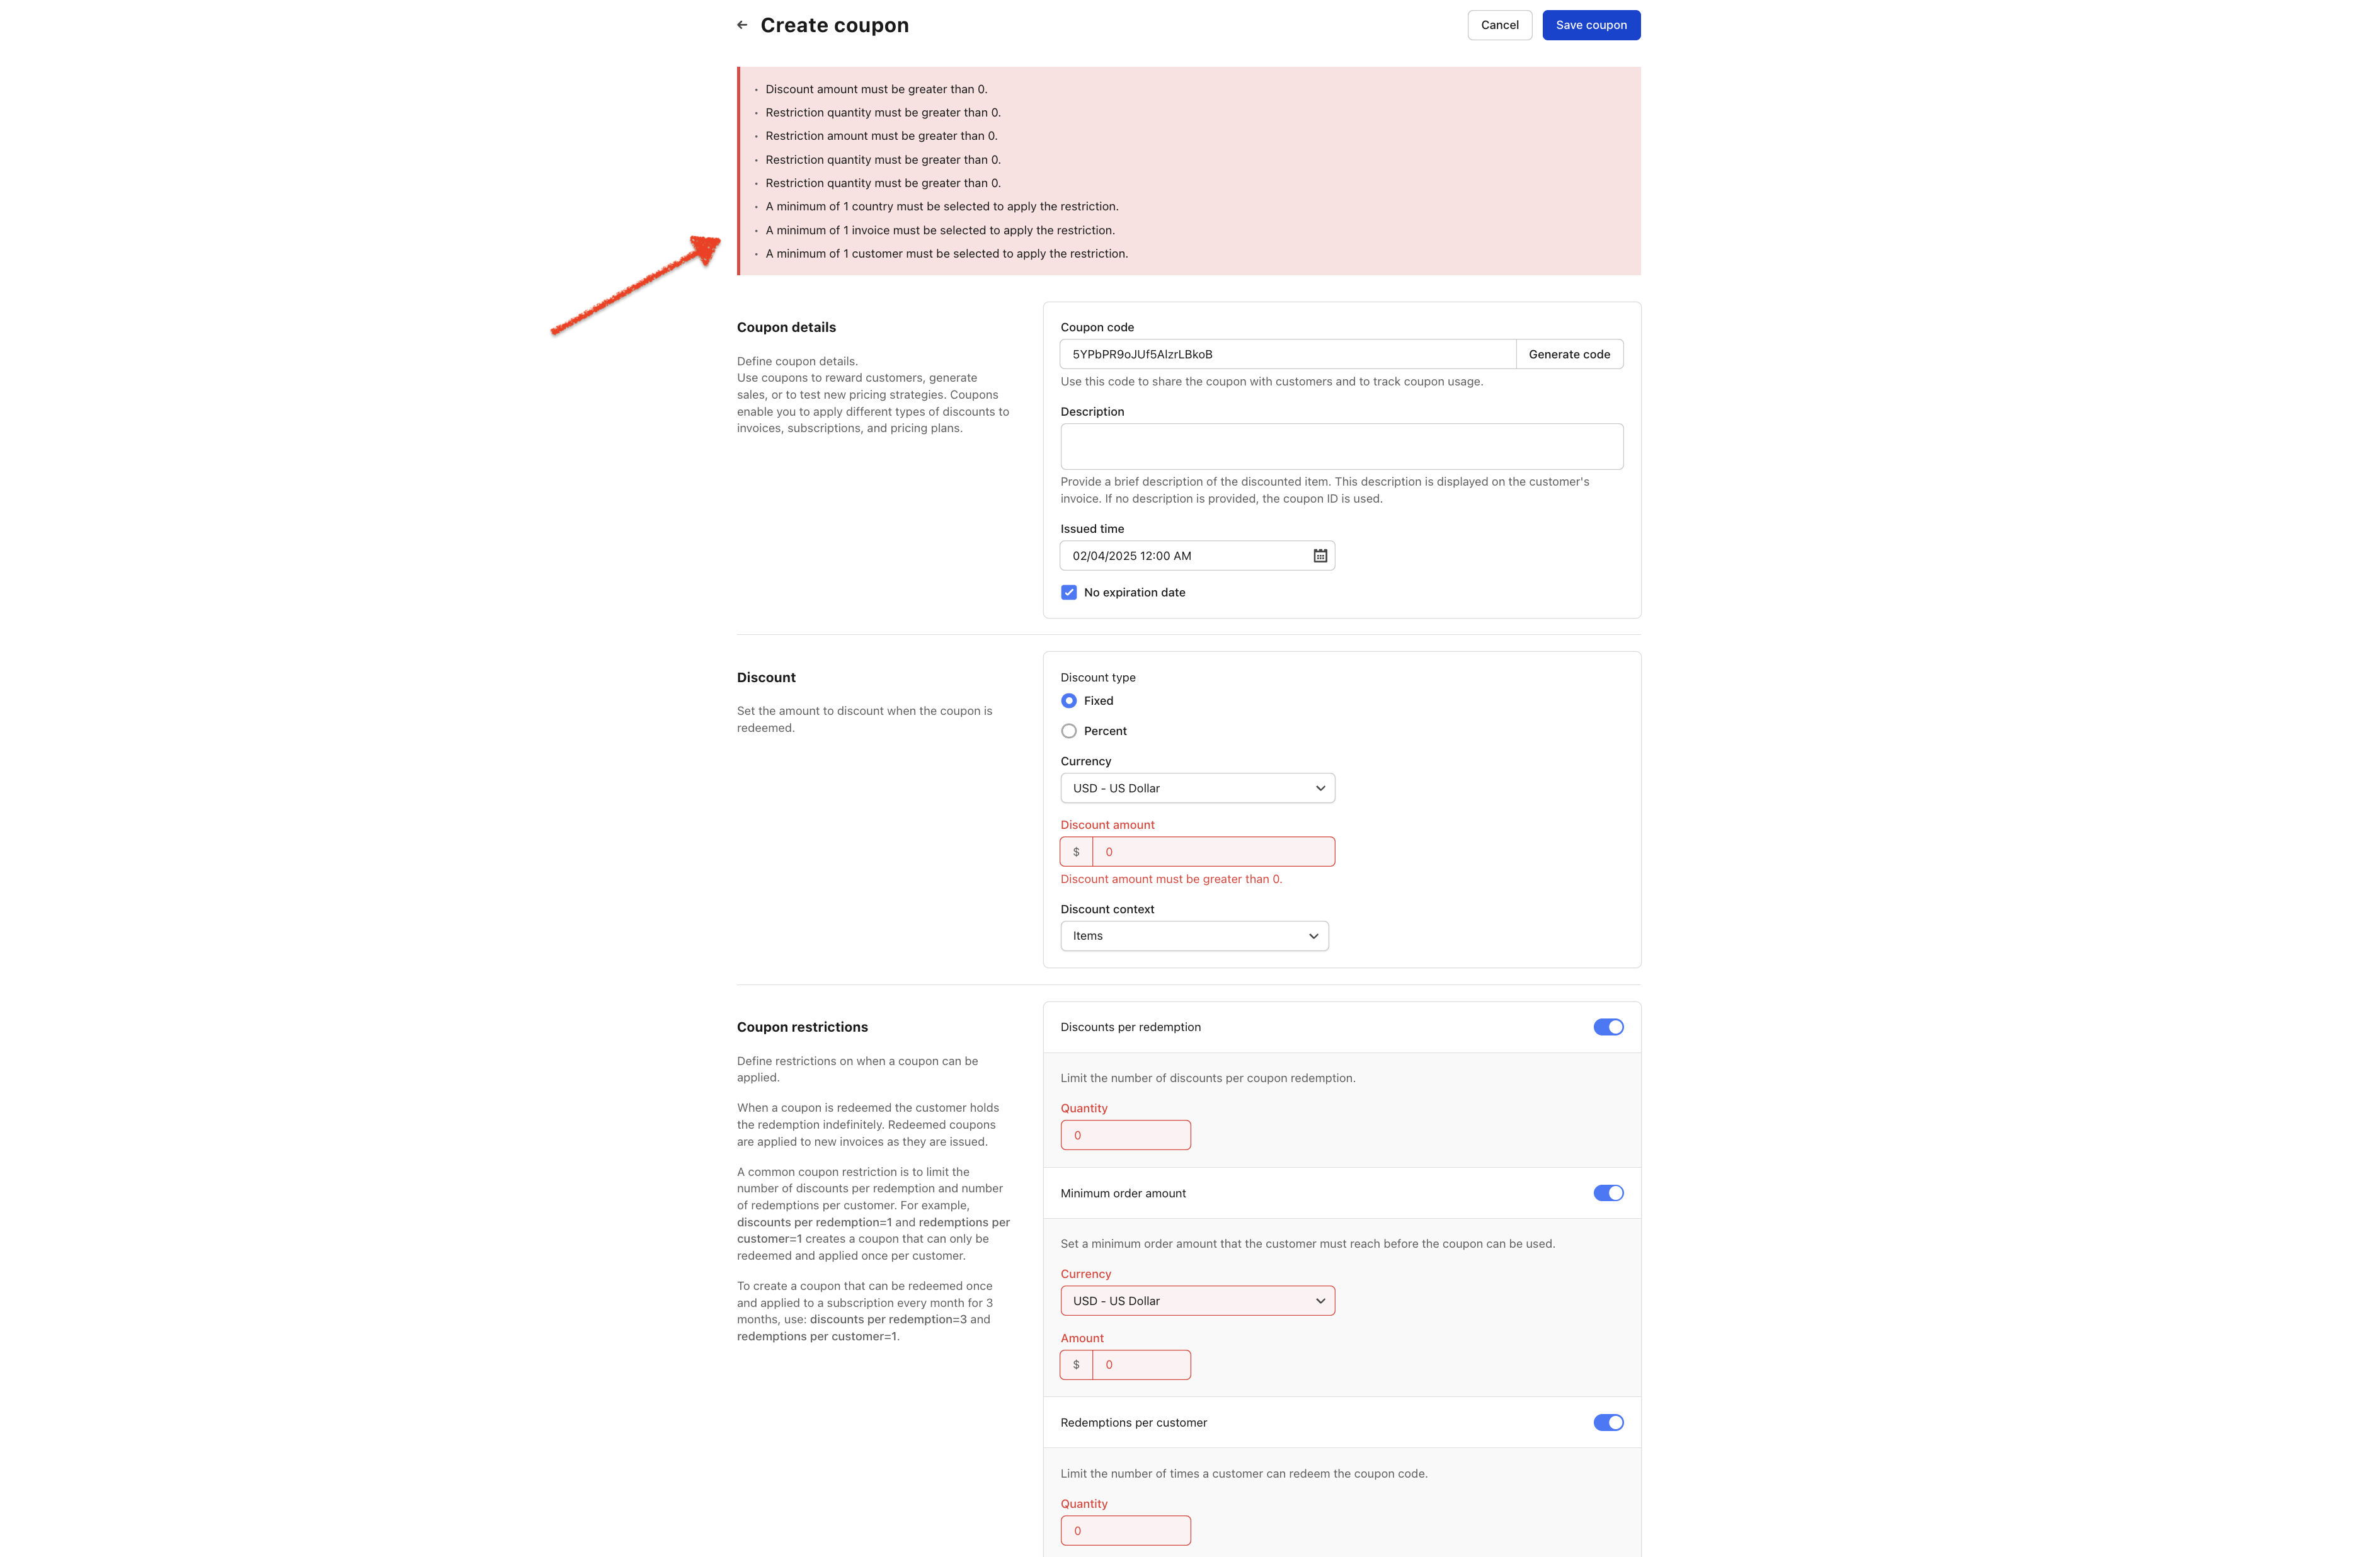 Create coupon
Cancel
Save coupon
Discount amount must be greater than 0.
Restriction quantity must be greater than 0.
Restriction amount must be greater than 0.
Restriction quantity must be greater than 0.
Restriction quantity must be greater than 0.
A minimum of 1 country must be selected to apply the restriction.
A minimum of 1 invoice must be selected to apply the restriction.
A minimum of 1 customer must be selected to apply the restriction.
Coupon details
Define coupon details.
Use coupons to reward customers, generate
sales, or to test new pricing strategies. Coupons
enable you to apply different types of discounts to
invoices, subscriptions, and pricing plans.
Coupon code
5YPbPR9oJUf5AlzrLBkoB
Generate code
Use this code to share the coupon with customers and to track coupon usage.
Description
Provide a brief description of the discounted item. This description is displayed on the customer's
invoice. If no description is provided, the coupon ID is used.
Issued time
02/04/2025 12:00 AM
No expiration date
Discount
Set the amount to discount when the coupon is
redeemed.
Discount type
Fixed
Percent
Currency
USD - US Dollar
Discount amount
$ 0
Discount amount must be greater than 0.
Discount context
Items
Coupon restrictions
Define restrictions on when a coupon can be
applied.
When a coupon is redeemed the customer holds
the redemption indefinitely. Redeemed coupons
are applied to new invoices as they are issued.
A common coupon restriction is to limit the
number of discounts per redemption and number
of redemptions per customer. For example,
discounts per redemption=1 and redemptions per
customer=1 creates a coupon that can only be
redeemed and applied once per customer.
To create a coupon that can be redeemed once
and applied to a subscription every month for 3
months, use: discounts per redemption=3 and
redemptions per customer=1.
Discounts per redemption
Limit the number of discounts per coupon redemption.
Quantity
0
Minimum order amount
Set a minimum order amount that the customer must reach before the coupon can be used.
Currency
USD - US Dollar
Amount
$ 0
Redemptions per customer
Limit the number of times a customer can redeem the coupon code.
Quantity
0